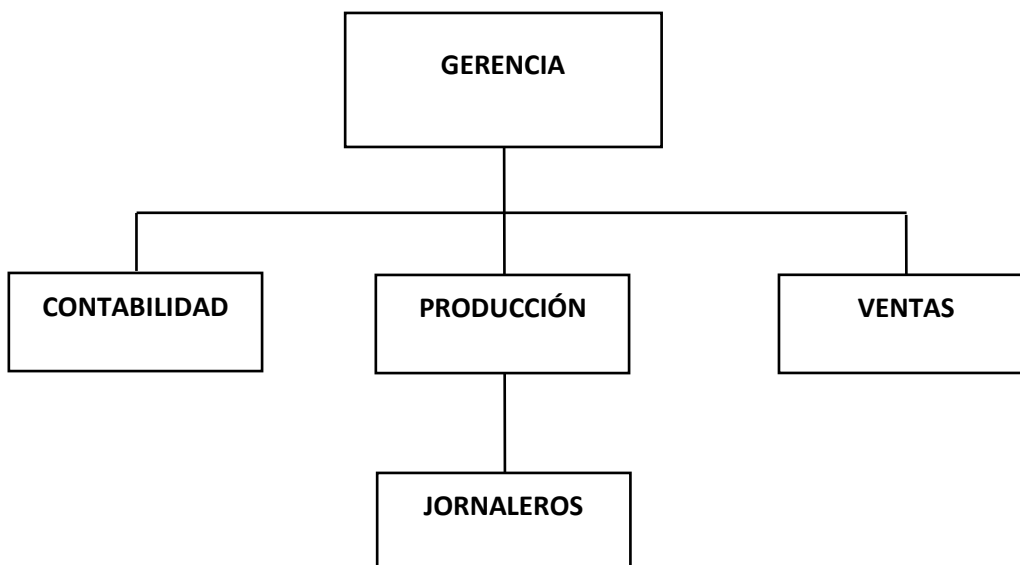 GERENCIA
CONTABILIDAD
PRODUCCIÓN
VENTAS
JORNALEROS